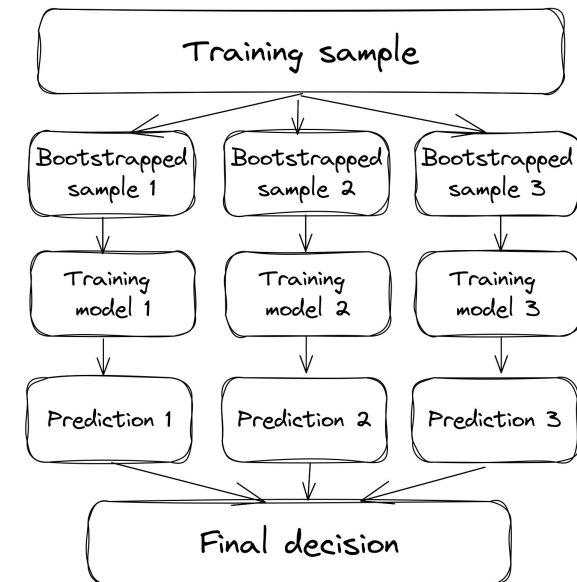 Training sample
Bootstrapped
sample 1
Bootstrapped
sample 2
Bootstrapped
sample 3
Training
model 1
Training
model 2
Training
model 3
Prediction 1
Prediction 2
Prediction 3
Final decision